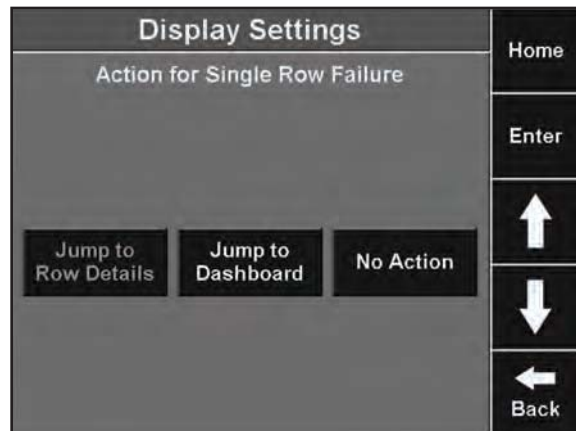 Display Settings
Action for Single Row Failure
Jump to
Row Details
Jump to
Dashboard
No Action
Home
Enter
Back